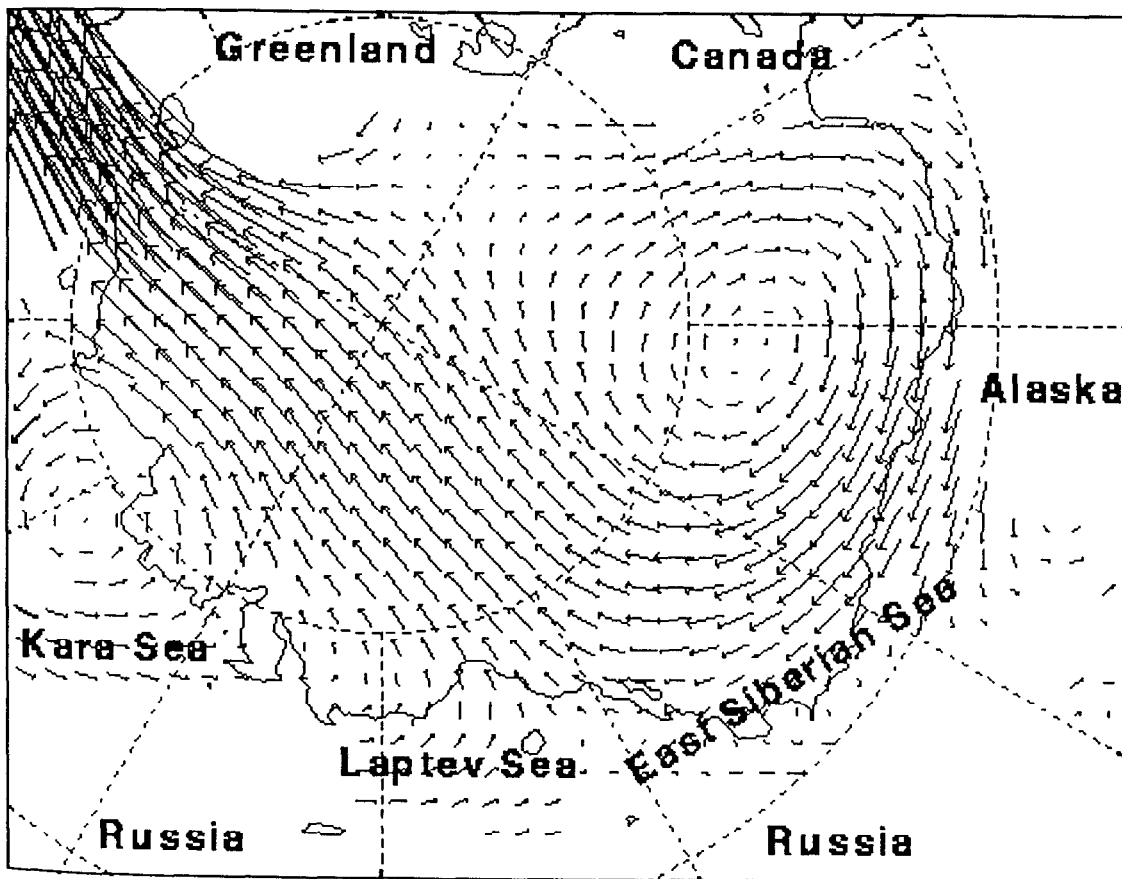 Greenland
Canada
Alaska
Kara Sea
East Siberian Sea
Laptev Sea
Russia
Russia